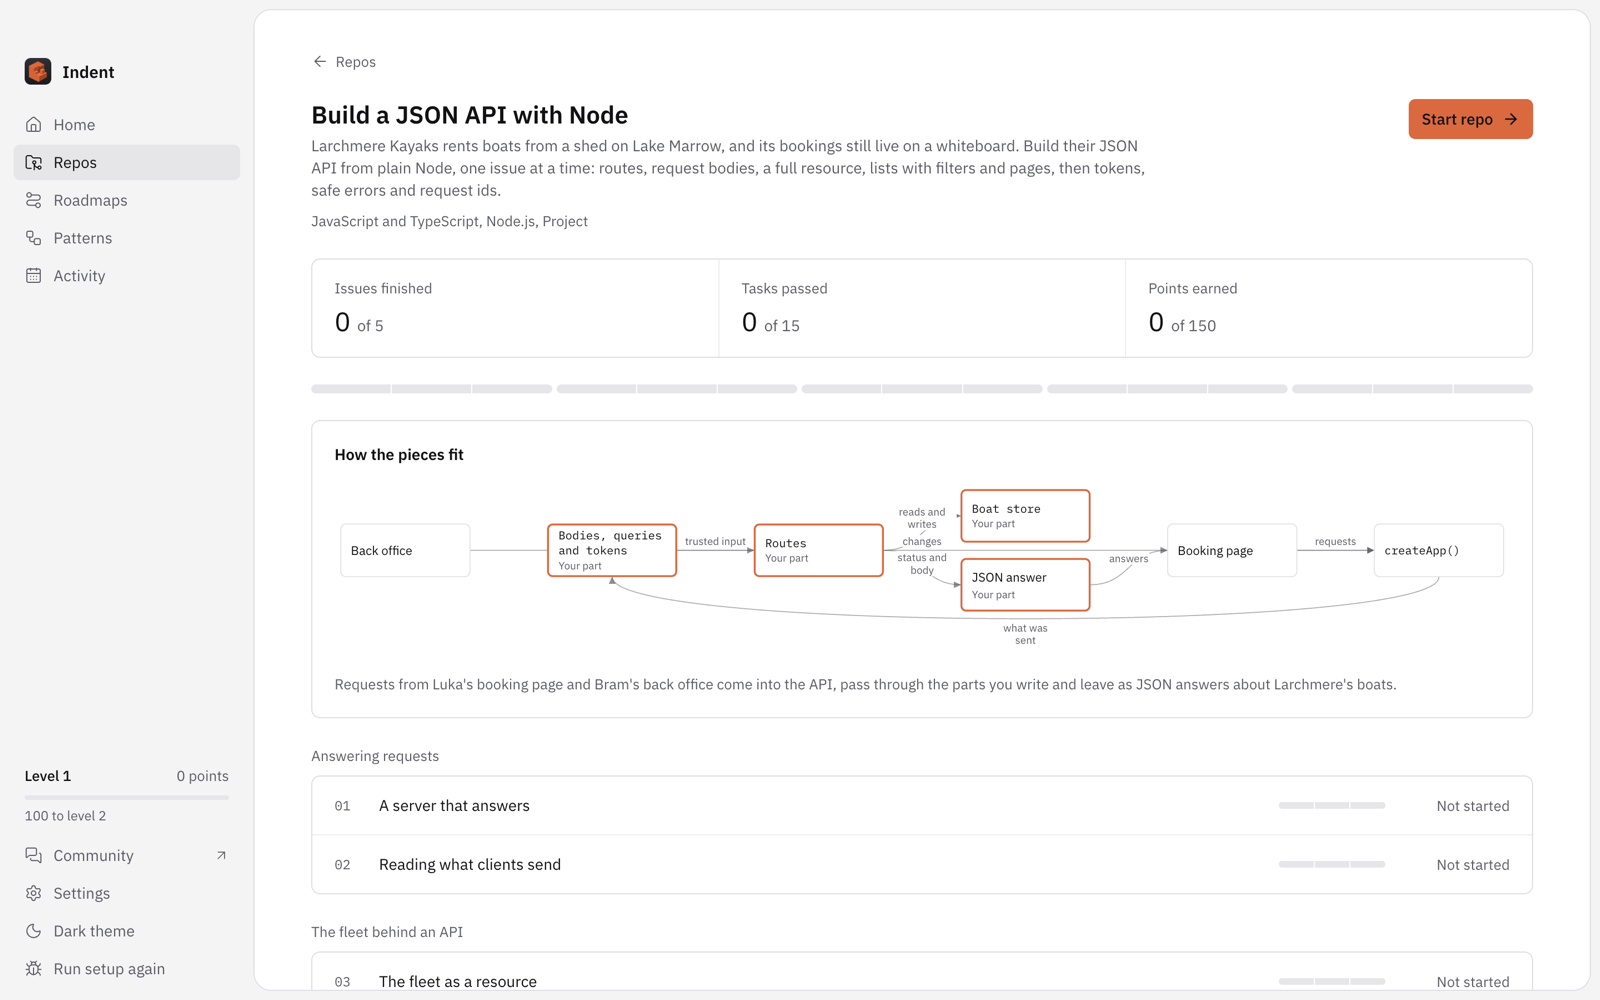 Indent
Home
Repos
Roadmaps
Patterns
Activity
Level 1
0 points
100 to level 2
Community
Settings
Dark theme
Run setup again
Repos
Build a JSON API with Node
Start repo
Larchmere Kayaks rents boats from a shed on Lake Marrow, and its bookings still live on a whiteboard. Build their JSON
API from plain Node, one issue at a time: routes, request bodies, a full resource, lists with filters and pages, then tokens,
safe errors and request ids.
JavaScript and TypeScript, Node.js, Project
Issues finished
0 of 5
Tasks passed
0 of 15
Points earned
0 of 150
How the pieces fit
Back office
Bodies, queries
and tokens
Your part
trusted input
Routes
Your part
reads and
writes
changes
status and
body
Boat store
Your part
JSON answer
Your part
answers
Booking page
requests
createApp()
what was
sent
Requests from Luka's booking page and Bram's back office come into the API, pass through the parts you write and leave as JSON answers about Larchmere's boats.
Answering requests
01 A server that answers Not started
02 Reading what clients send Not started
The fleet behind an API
03 The fleet as a resource Not started